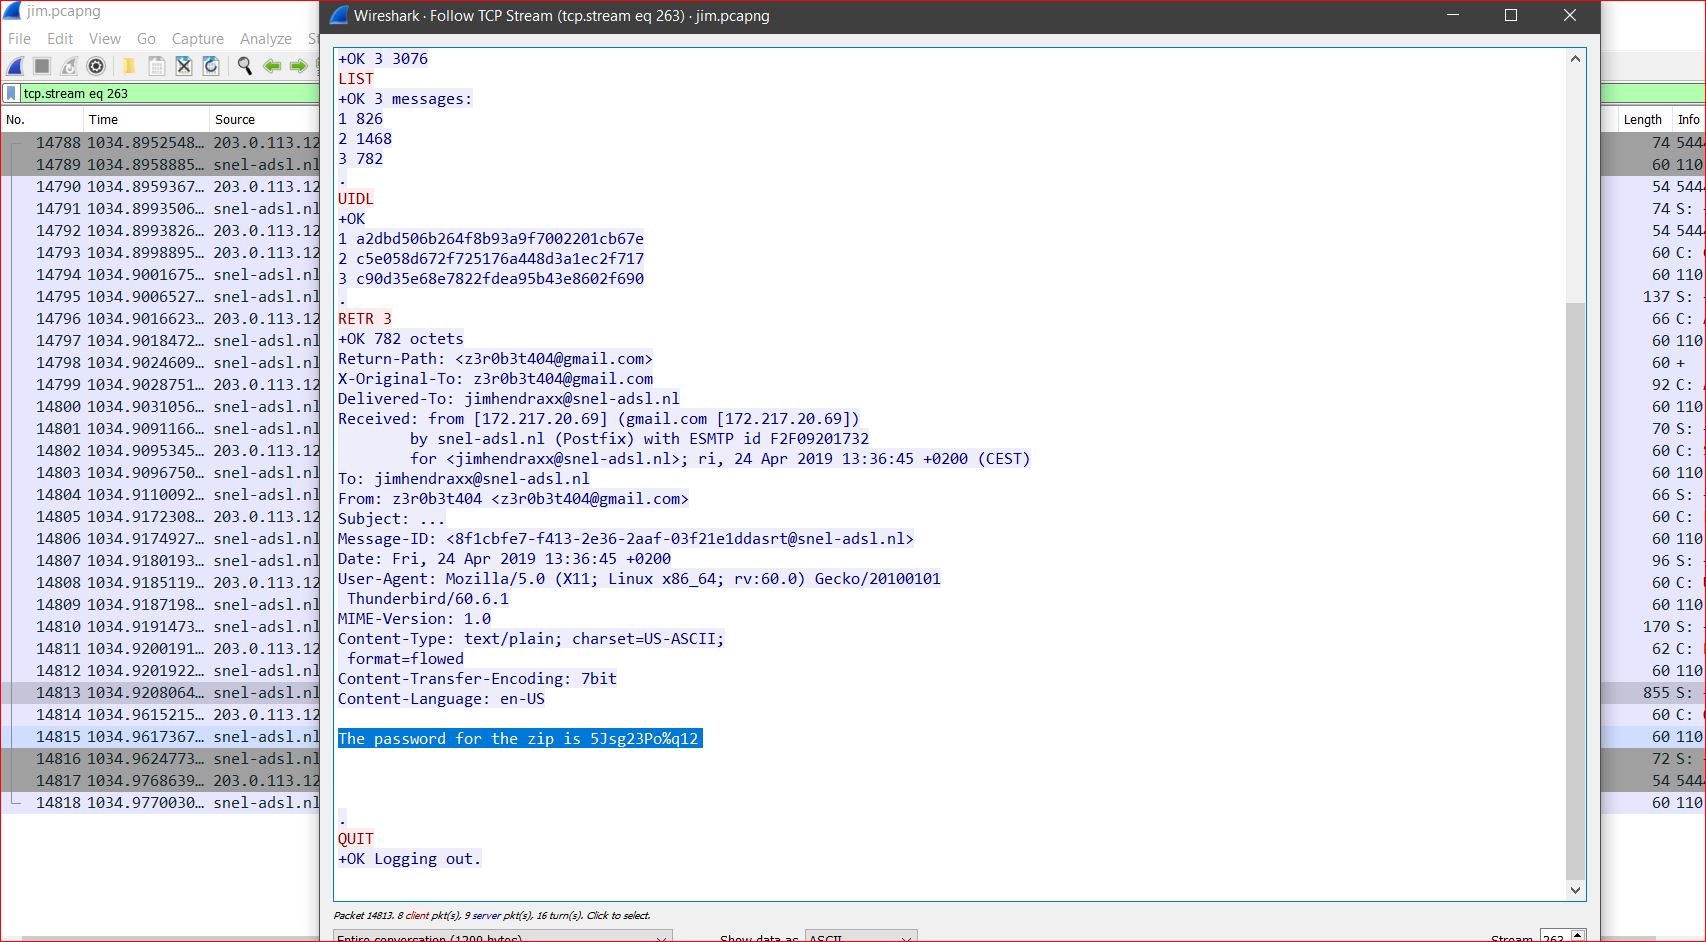 jim.pcapng
Wireshark · Follow TCP Stream (tcp.stream eq 263) · jim.pcapng
File Edit View Go Capture Analyze
tcp.stream eq 263
No. Time Source Length Info
14788 1034.8952548… 203.0.113.12 74
14789 1034.8958885… snel-adsl.nl 60 110
14790 1034.8959367… 203.0.113.12 54
14791 1034.8993506… snel-adsl.nl 74 S:
14792 1034.8993826… 203.0.113.12 54
14793 1034.8998895… snel-adsl.nl 60 C:
14794 1034.9001675… snel-adsl.nl 60 110
14795 1034.9006527… snel-adsl.nl 137 S:
14796 1034.9016623… 203.0.113.12 66 C:
14797 1034.9018472… snel-adsl.nl 60 110
14798 1034.9024609… snel-adsl.nl 60 +
14799 1034.9028751… 203.0.113.12 92 C:
14800 1034.9031056… snel-adsl.nl 60 110
14801 1034.9091166… snel-adsl.nl 70 S:
14802 1034.9095345… 203.0.113.12 60 C:
14803 1034.9096750… snel-adsl.nl 60 110
14804 1034.9110092… snel-adsl.nl 66 S:
14805 1034.9172308… 203.0.113.12 60 C:
14806 1034.9174927… snel-adsl.nl 60 110
14807 1034.9180193… snel-adsl.nl 96 S:
14808 1034.9185119… 203.0.113.12 60 C:
14809 1034.9187198… snel-adsl.nl 60 110
14810 1034.9191473… snel-adsl.nl 170 S:
14811 1034.9200191… 203.0.113.12 62 C:
14812 1034.9201922… snel-adsl.nl 60 110
14813 1034.9208064… snel-adsl.nl 855 S:
14814 1034.9615215… 203.0.113.12 60 C:
14815 1034.9617367… snel-adsl.nl 60 110
14816 1034.9624773… snel-adsl.nl 72 S:
14817 1034.9768639… 203.0.113.12 54
14818 1034.9770030… snel-adsl.nl 60 110
+OK 3 3076
LIST
+OK 3 messages:
1 826
2 1468
3 782
.
UIDL
+OK
1 a2dbd506b264f8b93a9f7002201cb67e
2 c5e058d672f725176a448d3a1ec2f717
3 c90d35e68e7822fdea95b43e8602f690
.
RETR 3
+OK 782 octets
Return-Path: <z3r0b3t404@gmail.com>
X-Original-To: z3r0b3t404@gmail.com
Delivered-To: jimhendraxx@snel-adsl.nl
Received: from [172.217.20.69] (gmail.com [172.217.20.69])
by snel-adsl.nl (Postfix) with ESMTP id F2F09201732
for <jimhendraxx@snel-adsl.nl>; ri, 24 Apr 2019 13:36:45 +0200 (CEST)
To: jimhendraxx@snel-adsl.nl
From: z3r0b3t404 <z3r0b3t404@gmail.com>
Subject: ...
Message-ID: <8f1cbfe7-f413-2e36-2aaf-03f21e1ddasrt@snel-adsl.nl>
Date: Fri, 24 Apr 2019 13:36:45 +0200
User-Agent: Mozilla/5.0 (X11; Linux x86_64; rv:60.0) Gecko/20100101
Thunderbird/60.6.1
MIME-Version: 1.0
Content-Type: text/plain; charset=US-ASCII;
format=flowed
Content-Transfer-Encoding: 7bit
Content-Language: en-US
The password for the zip is 5Jsg23Po%q12
.
QUIT
+OK Logging out.
Packet 14813. 8 client pkt(s), 9 server pkt(s), 16 turn(s). Click to select.
Entire conversation (1200 bytes) Show data as ASCII Stream 263